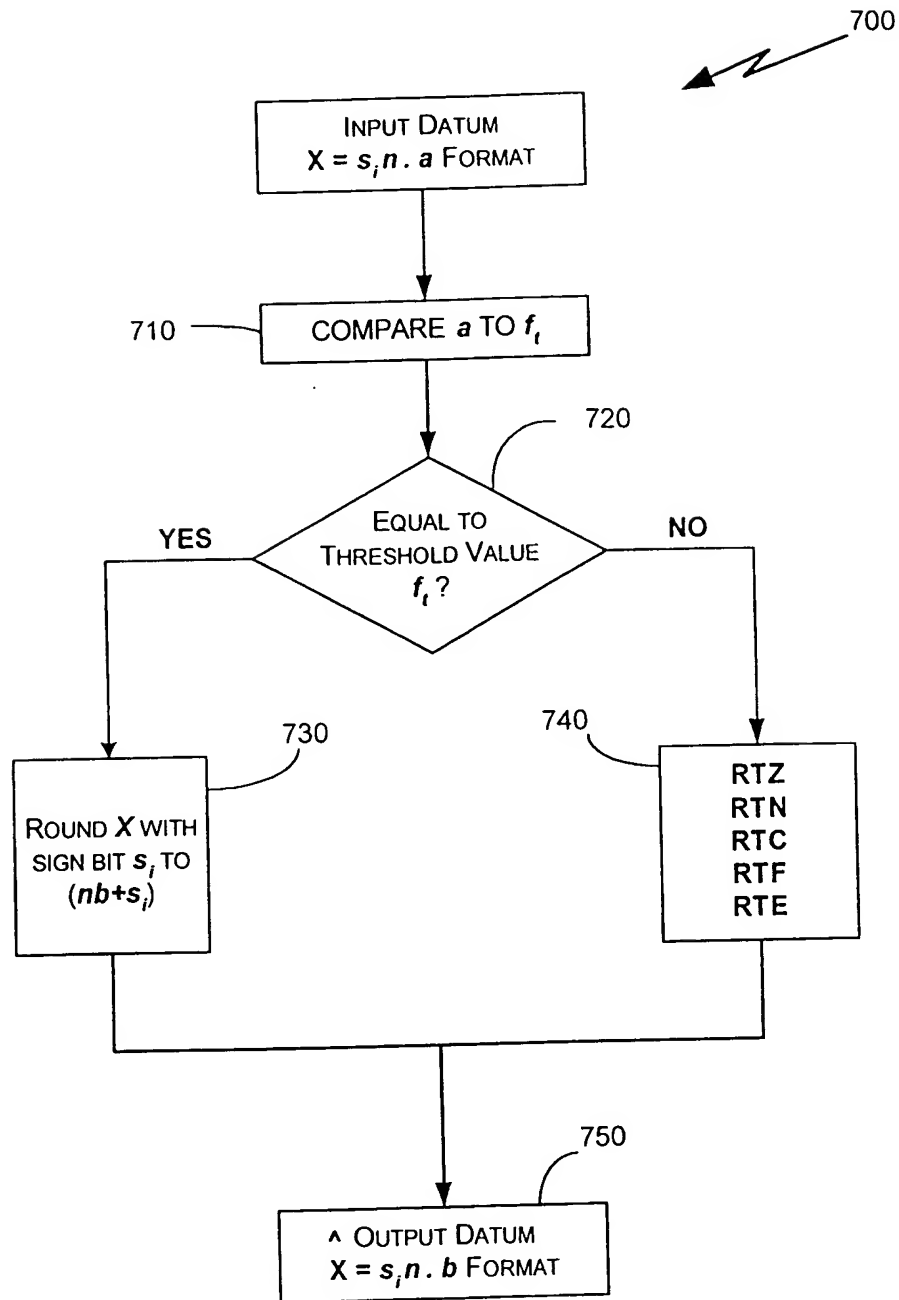 700
INPUT DATUM
X = s_i n . a FORMAT
710
COMPARE a TO f_t
720
EQUAL TO
THRESHOLD VALUE
f_t ?
YES
NO
730
ROUND X WITH
SIGN BIT s_i TO
(nb+s_i)
740
RTZ
RTN
RTC
RTF
RTE
750
^ OUTPUT DATUM
X = s_i n . b FORMAT